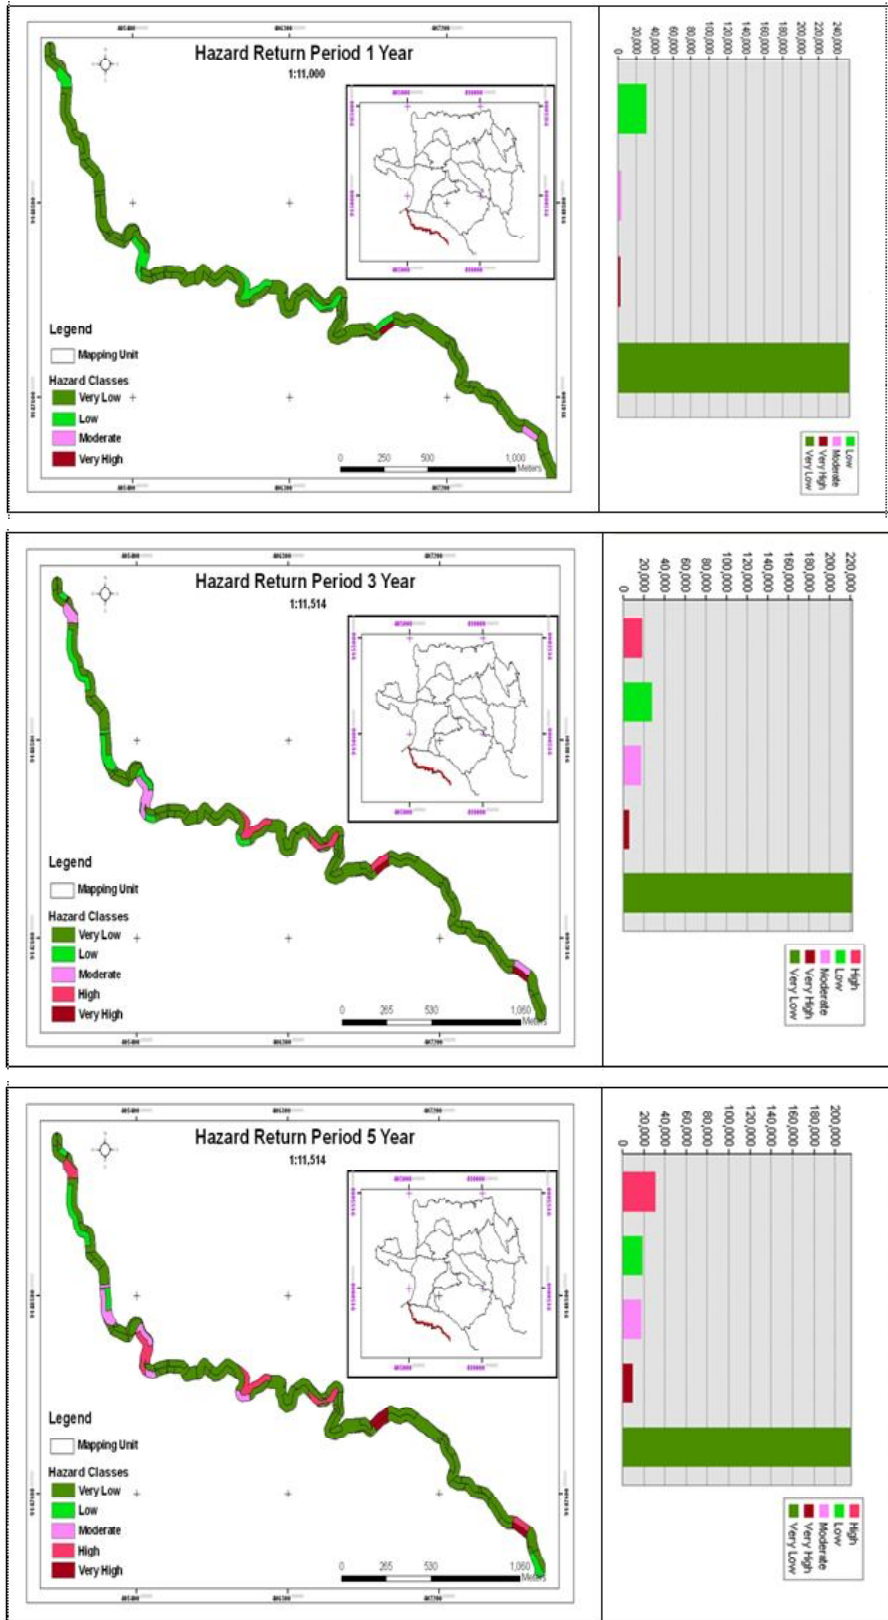 Hazard Return Period 1 Year
1:11,000
Legend
Mapping Unit
Hazard Classes
Very Low
Low
Moderate
Very High
0 250 500 1,000
Meters
0
20,000
40,000
60,000
80,000
100,000
120,000
140,000
160,000
180,000
200,000
220,000
240,000
Low
Moderate
Very High
Very Low
Hazard Return Period 3 Year
1:11,514
Legend
Mapping Unit
Hazard Classes
Very Low
Low
Moderate
High
Very High
0 265 530 1,060
Meters
0
20,000
40,000
60,000
80,000
100,000
120,000
140,000
160,000
180,000
200,000
220,000
High
Low
Moderate
Very High
Very Low
Hazard Return Period 5 Year
1:11,514
Legend
Mapping Unit
Hazard Classes
Very Low
Low
Moderate
High
Very High
0 265 530 1,060
Meters
0
20,000
40,000
60,000
80,000
100,000
120,000
140,000
160,000
180,000
200,000
High
Low
Moderate
Very High
Very Low